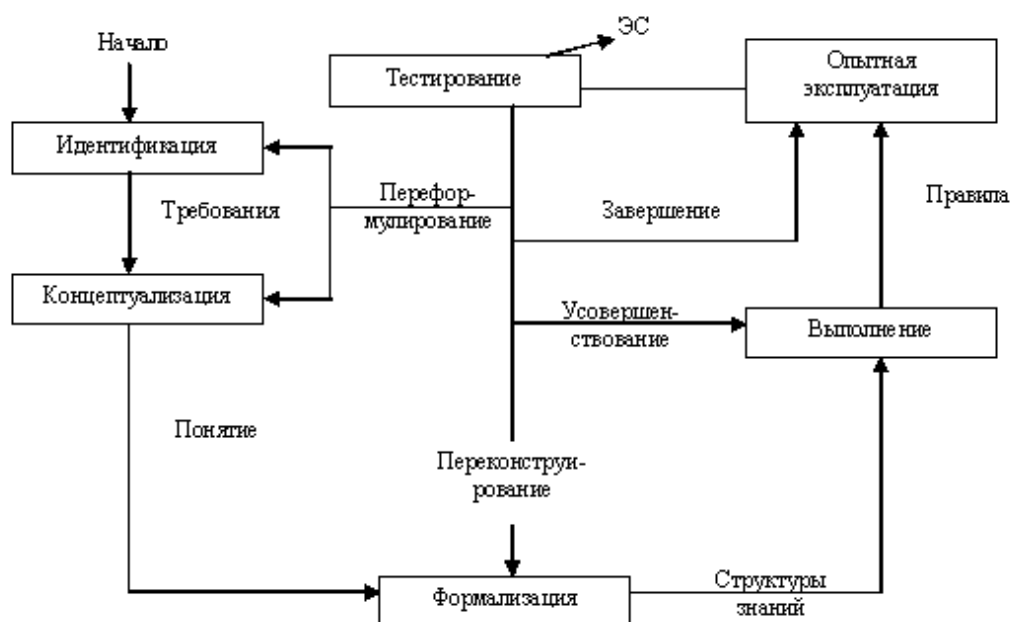 ЭС
Начало
Тестирование
Опытная
эксплуатация
Идентификация
Требования
Перефор-
мулирование
Завершение
Правила
Концептуализация
Усовершен-
ствование
Выполнение
Понятие
Переконструи-
рование
Формализация
Структуры
знаний